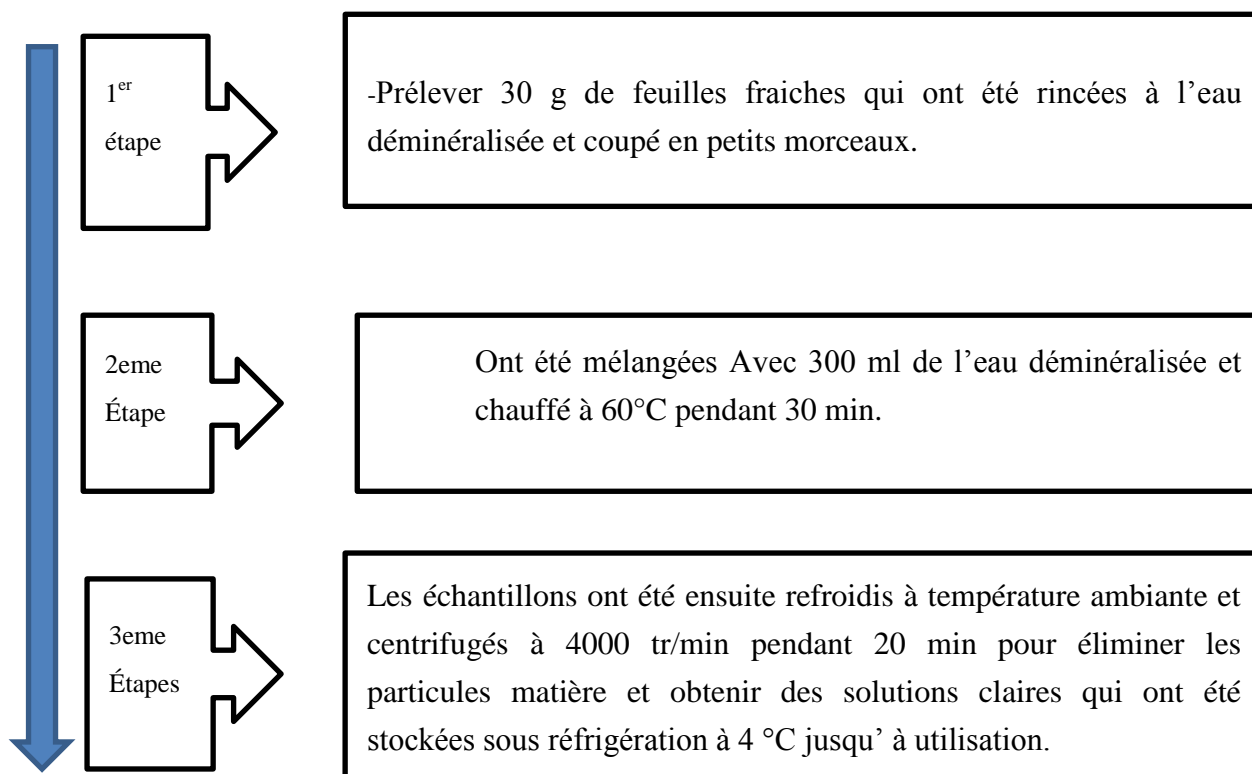 1er
étape
-Prélever 30 g de feuilles fraiches qui ont été rincées à l’eau
déminéralisée et coupé en petits morceaux.
2eme
Étape
Ont été mélangées Avec 300 ml de l’eau déminéralisée et
chauffé à 60°C pendant 30 min.
3eme
Étapes
Les échantillons ont été ensuite refroidis à température ambiante et
centrifugés à 4000 tr/min pendant 20 min pour éliminer les
particules matière et obtenir des solutions claires qui ont été
stockées sous réfrigération à 4 °C jusqu’ à utilisation.